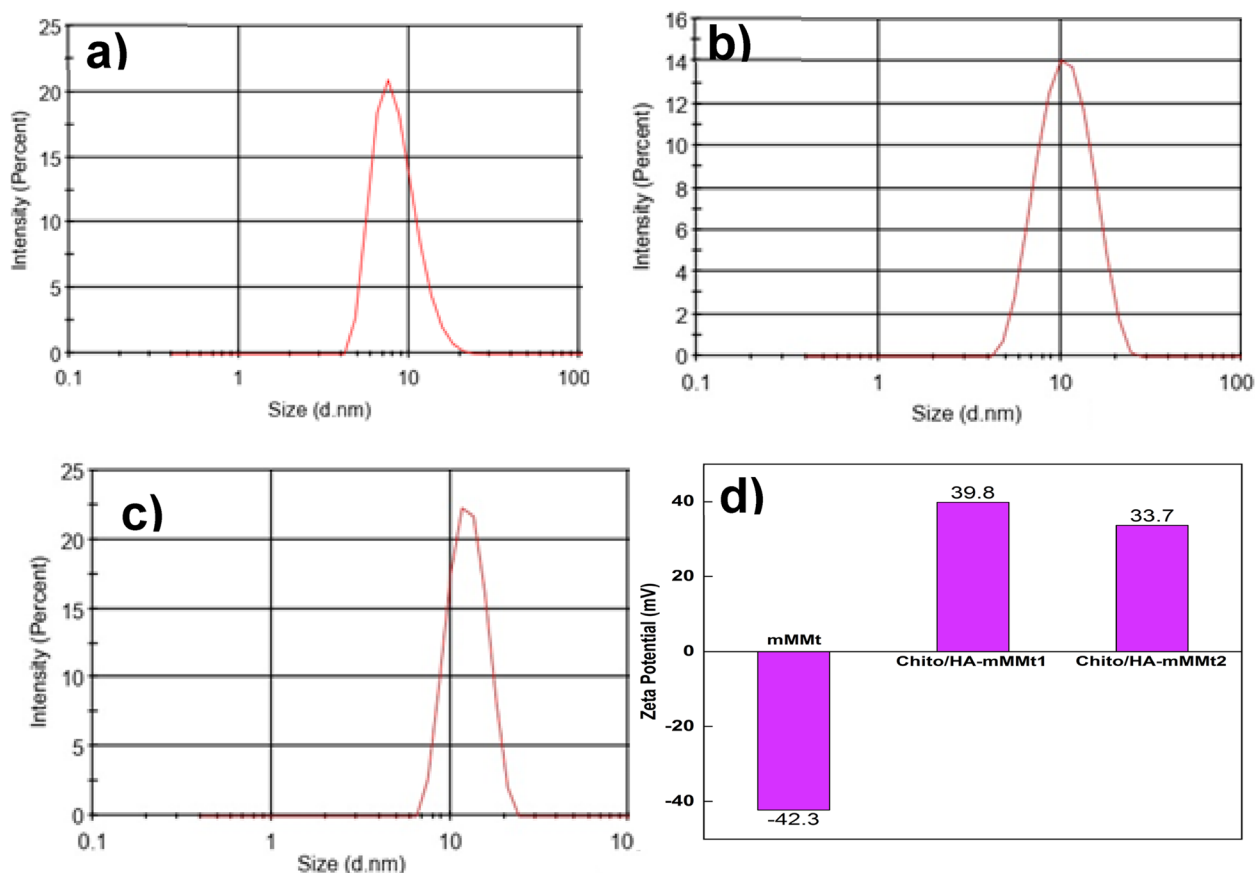 a)
25
20
15
10
5
0
Intensity (Percent)
0.1 1 10 100
Size (d.nm)
b)
16
14
12
10
8
6
4
2
0
Intensity (Percent)
0.1 1 10 100
Size (d.nm)
c)
25
20
15
10
5
0
Intensity (Percent)
0.1 1 10 10
Size (d.nm)
d)
40
20
0
-20
-40
Zeta Potential (mV)
39.8
33.7
mMMt
Chito/HA-mMMt1 Chito/HA-mMMt2
-42.3